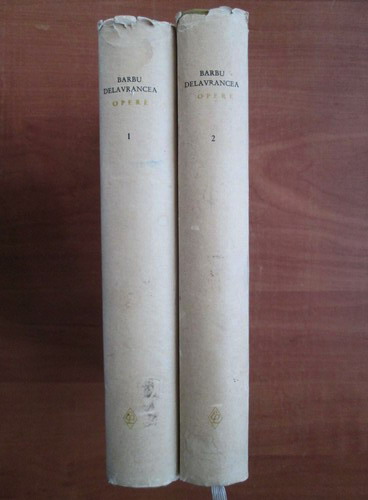 BARBU
DELAVRANCEA
OPERE
1
BARBU
DELAVRANCEA
OPERE
2